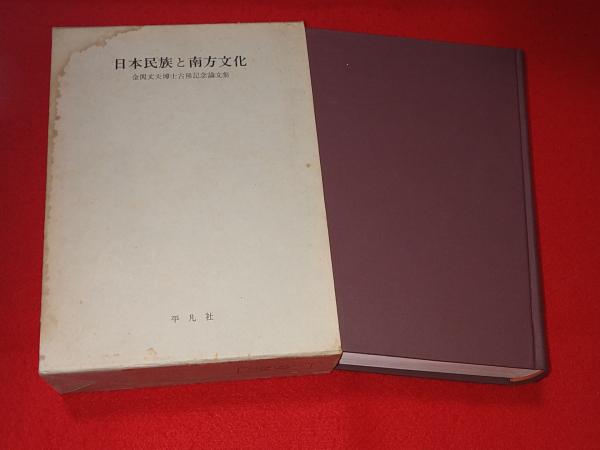 日本民族と南方文化
金関丈夫博士古稀記念論文集
平凡社